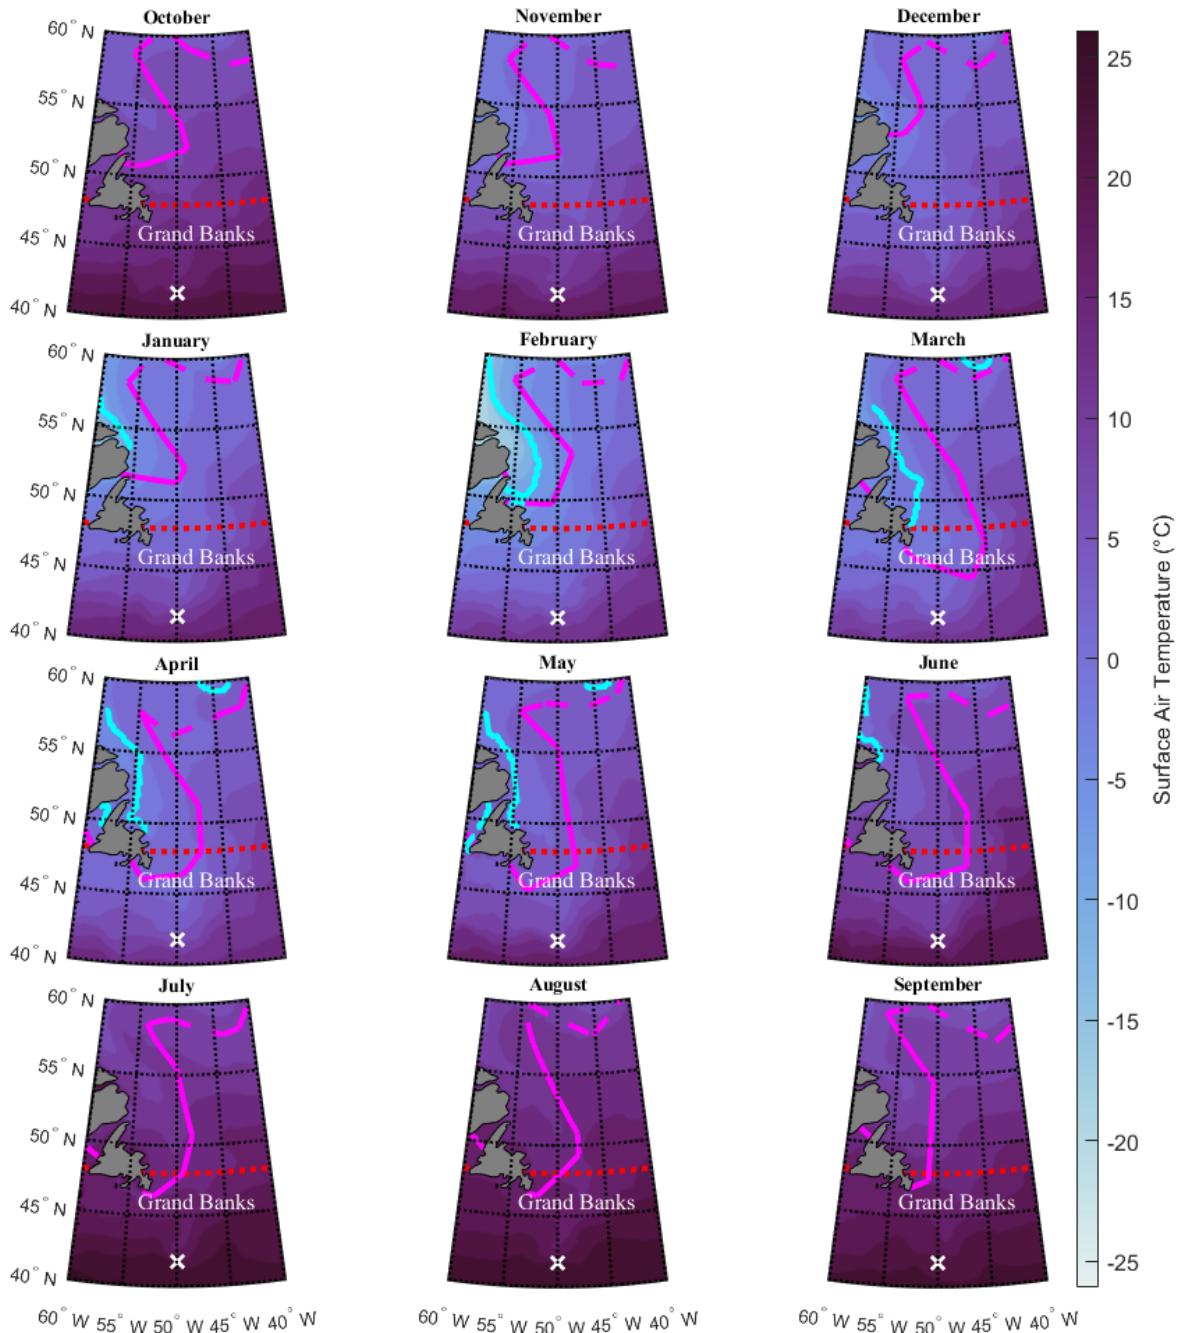 October
November
December
60° N
55° N
50° N
45° N
40° N
Grand Banks
Grand Banks
Grand Banks
January
February
March
60° N
55° N
50° N
45° N
40° N
Grand Banks
Grand Banks
Grand Banks
April
May
June
60° N
55° N
50° N
45° N
40° N
Grand Banks
Grand Banks
Grand Banks
July
August
September
60° N
55° N
50° N
45° N
40° N
Grand Banks
Grand Banks
Grand Banks
60° W 55° W 50° W 45° W 40° W
60° W 55° W 50° W 45° W 40° W
60° W 55° W 50° W 45° W 40° W
25
20
15
10
5
0
-5
-10
-15
-20
-25
Surface Air Temperature (°C)